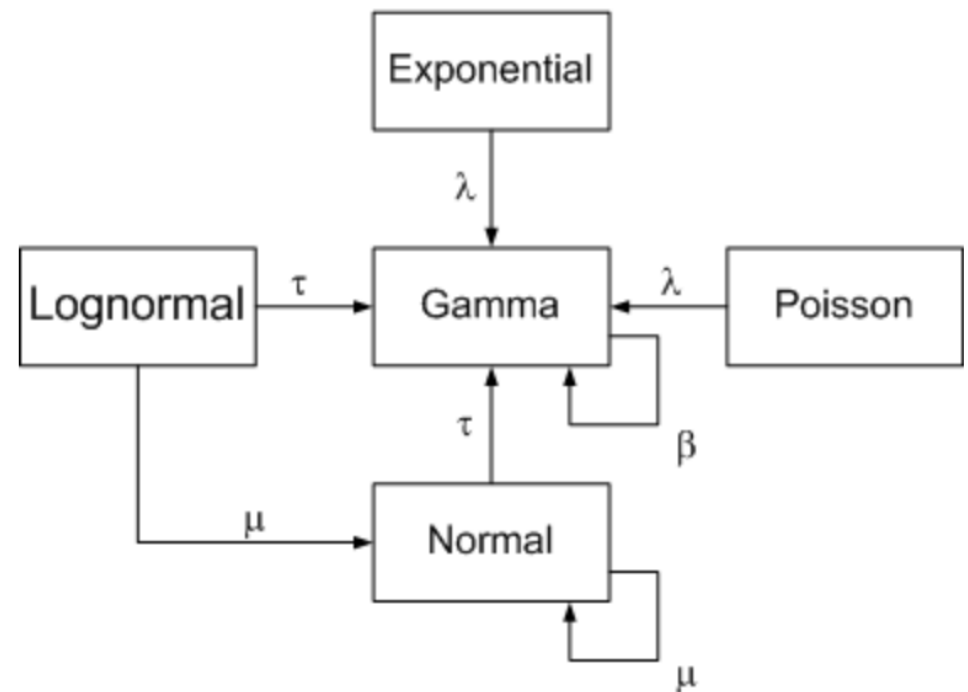 Exponential
λ
Lognormal
τ
Gamma
λ
Poisson
τ
β
μ
Normal
μ